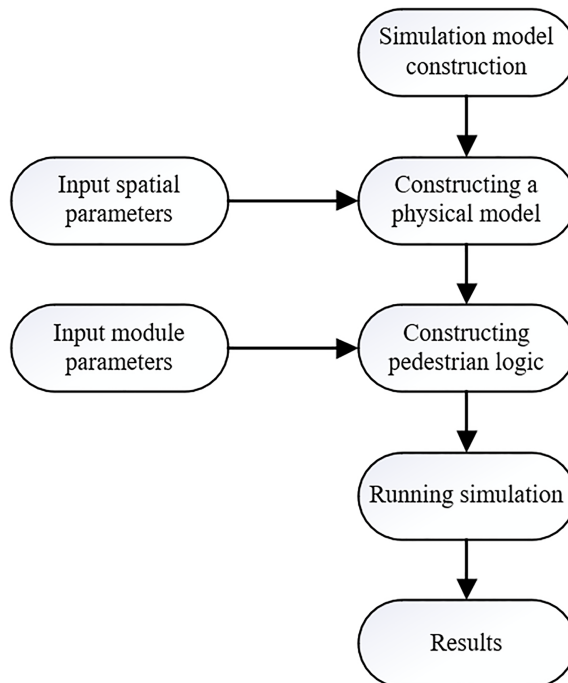 Simulation model
construction
Input spatial
parameters
Constructing a
physical model
Input module
parameters
Constructing
pedestrian logic
Running simulation
Results